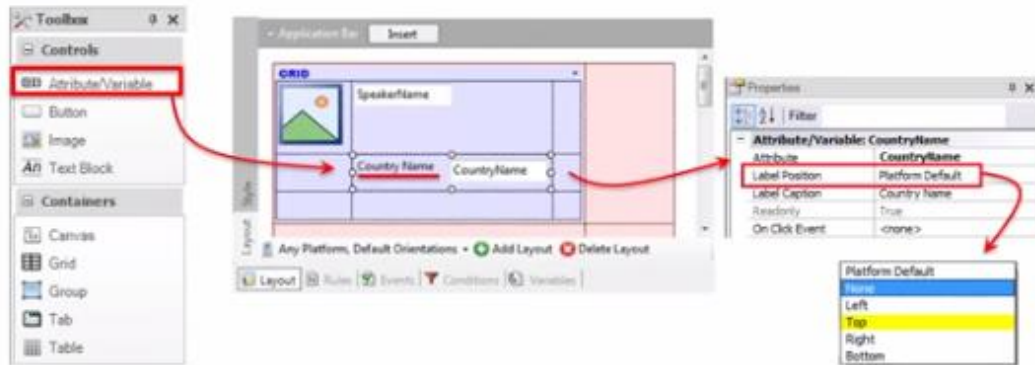 Toolbox
Controls
Attribute/Variable
Button
Image
Text Block
Containers
Canvas
Grid
Group
Tab
Table
Application Bar
Insert
GRID
SpeakerName
Country Name
CountryName
Style
Layout
Any Platform, Default Orientations
Add Layout
Delete Layout
Layout
Rules
Events
Conditions
Variables
Properties
Filter
Attribute/Variable: CountryName
Attribute CountryName
Label Position Platform Default
Label Caption Country Name
Readonly True
On Click Event <none>
Platform Default
None
Left
Top
Right
Bottom